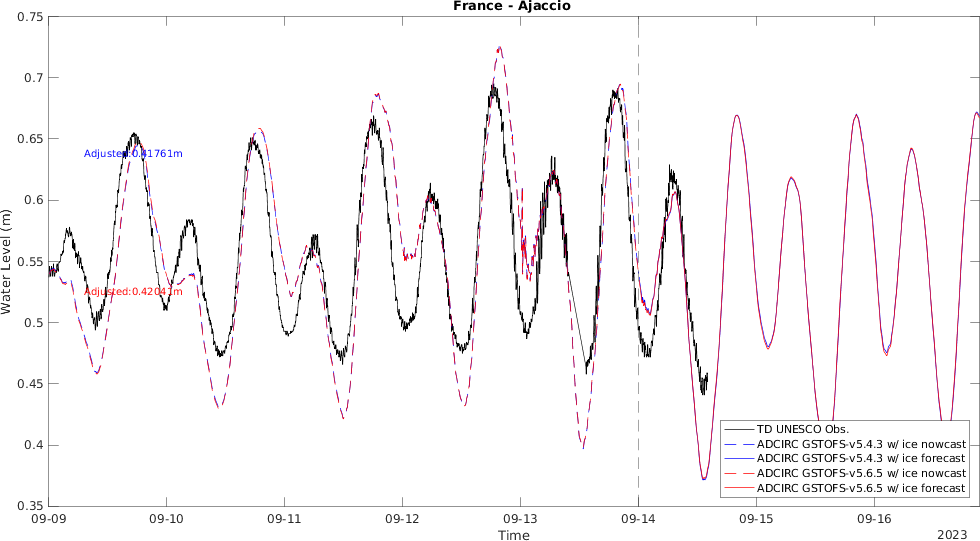 France - Ajaccio
0.75
0.7
0.65
0.6
0.55
0.5
0.45
0.4
0.35
Water Level (m)
Adjusted:0.41761m
Adjusted:0.42041m
TD UNESCO Obs.
ADCIRC GSTOFS-v5.4.3 w/ ice nowcast
ADCIRC GSTOFS-v5.4.3 w/ ice forecast
ADCIRC GSTOFS-v5.6.5 w/ ice nowcast
ADCIRC GSTOFS-v5.6.5 w/ ice forecast
09-09 09-10 09-11 09-12 09-13 09-14 09-15 09-16
Time
2023